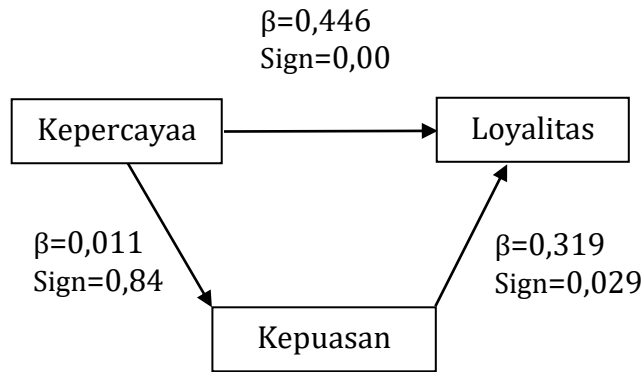 β=0,446
Sign=0,00
Kepercayaa
Loyalitas
β=0,011
Sign=0,84
β=0,319
Sign=0,029
Kepuasan